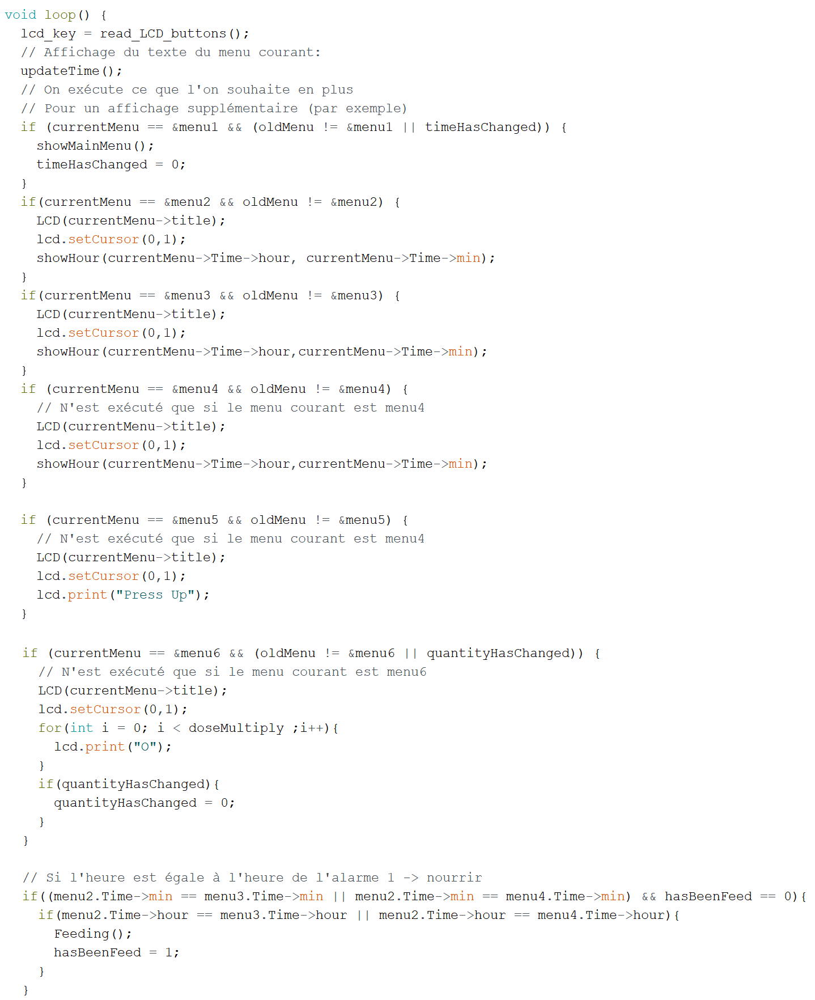 void loop() {
  lcd_key = read_LCD_buttons();
  // Affichage du texte du menu courant:
  updateTime();
  // On exécute ce que l'on souhaite en plus
  // Pour un affichage supplémentaire (par exemple)
  if (currentMenu == &menu1 && (oldMenu != &menu1 || timeHasChanged)) {
    showMainMenu();
    timeHasChanged = 0;
  }
  if(currentMenu == &menu2 && oldMenu != &menu2) {
    LCD(currentMenu->title);
    lcd.setCursor(0,1);
    showHour(currentMenu->Time->hour, currentMenu->Time->min);
  }
  if(currentMenu == &menu3 && oldMenu != &menu3) {
    LCD(currentMenu->title);
    lcd.setCursor(0,1);
    showHour(currentMenu->Time->hour,currentMenu->Time->min);
  }
  if (currentMenu == &menu4 && oldMenu != &menu4) {
    // N'est exécuté que si le menu courant est menu4
    LCD(currentMenu->title);
    lcd.setCursor(0,1);
    showHour(currentMenu->Time->hour,currentMenu->Time->min);
  }

  if (currentMenu == &menu5 && oldMenu != &menu5) {
    // N'est exécuté que si le menu courant est menu4
    LCD(currentMenu->title);
    lcd.setCursor(0,1);
    lcd.print("Press Up");
  }

  if (currentMenu == &menu6 && (oldMenu != &menu6 || quantityHasChanged)) {
    // N'est exécuté que si le menu courant est menu6
    LCD(currentMenu->title);
    lcd.setCursor(0,1);
    for(int i = 0; i < doseMultiply ;i++){
      lcd.print("O");
    }
    if(quantityHasChanged){
      quantityHasChanged = 0;
    }
  }

  // Si l'heure est égale à l'heure de l'alarme 1 -> nourrir
  if((menu2.Time->min == menu3.Time->min || menu2.Time->min == menu4.Time->min) && hasBeenFeed == 0){
    if(menu2.Time->hour == menu3.Time->hour || menu2.Time->hour == menu4.Time->hour){
      Feeding();
      hasBeenFeed = 1;
    }
  }